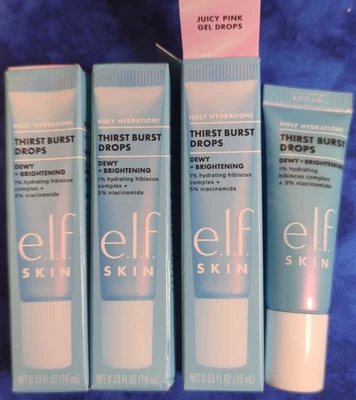 JUICY PINK
GEL DROPS
HOLY HYDRATION!
THIRST BURST
DROPS
DEWY
+ BRIGHTENING
1% hydrating hibiscus
complex +
5% niacinamide
e.l.f.
SKIN
NET 0.33 FL OZ (10 mL)
HOLY HYDRATION!
THIRST BURST
DROPS
DEWY
+ BRIGHTENING
1% hydrating hibiscus
complex +
5% niacinamide
e.l.f.
SKIN
NET 0.33 FL OZ (10 mL)
HOLY HYDRATION!
THIRST BURST
DROPS
DEWY
+ BRIGHTENING
1% hydrating hibiscus
complex +
5% niacinamide
e.l.f.
SKIN
NET 0.33 FL OZ (10 mL)
HOLY HYDRATION!
THIRST BURST
DROPS
DEWY + BRIGHTENING
1% hydrating hibiscus
complex + 5% niacinamide
e.l.f.
SKIN